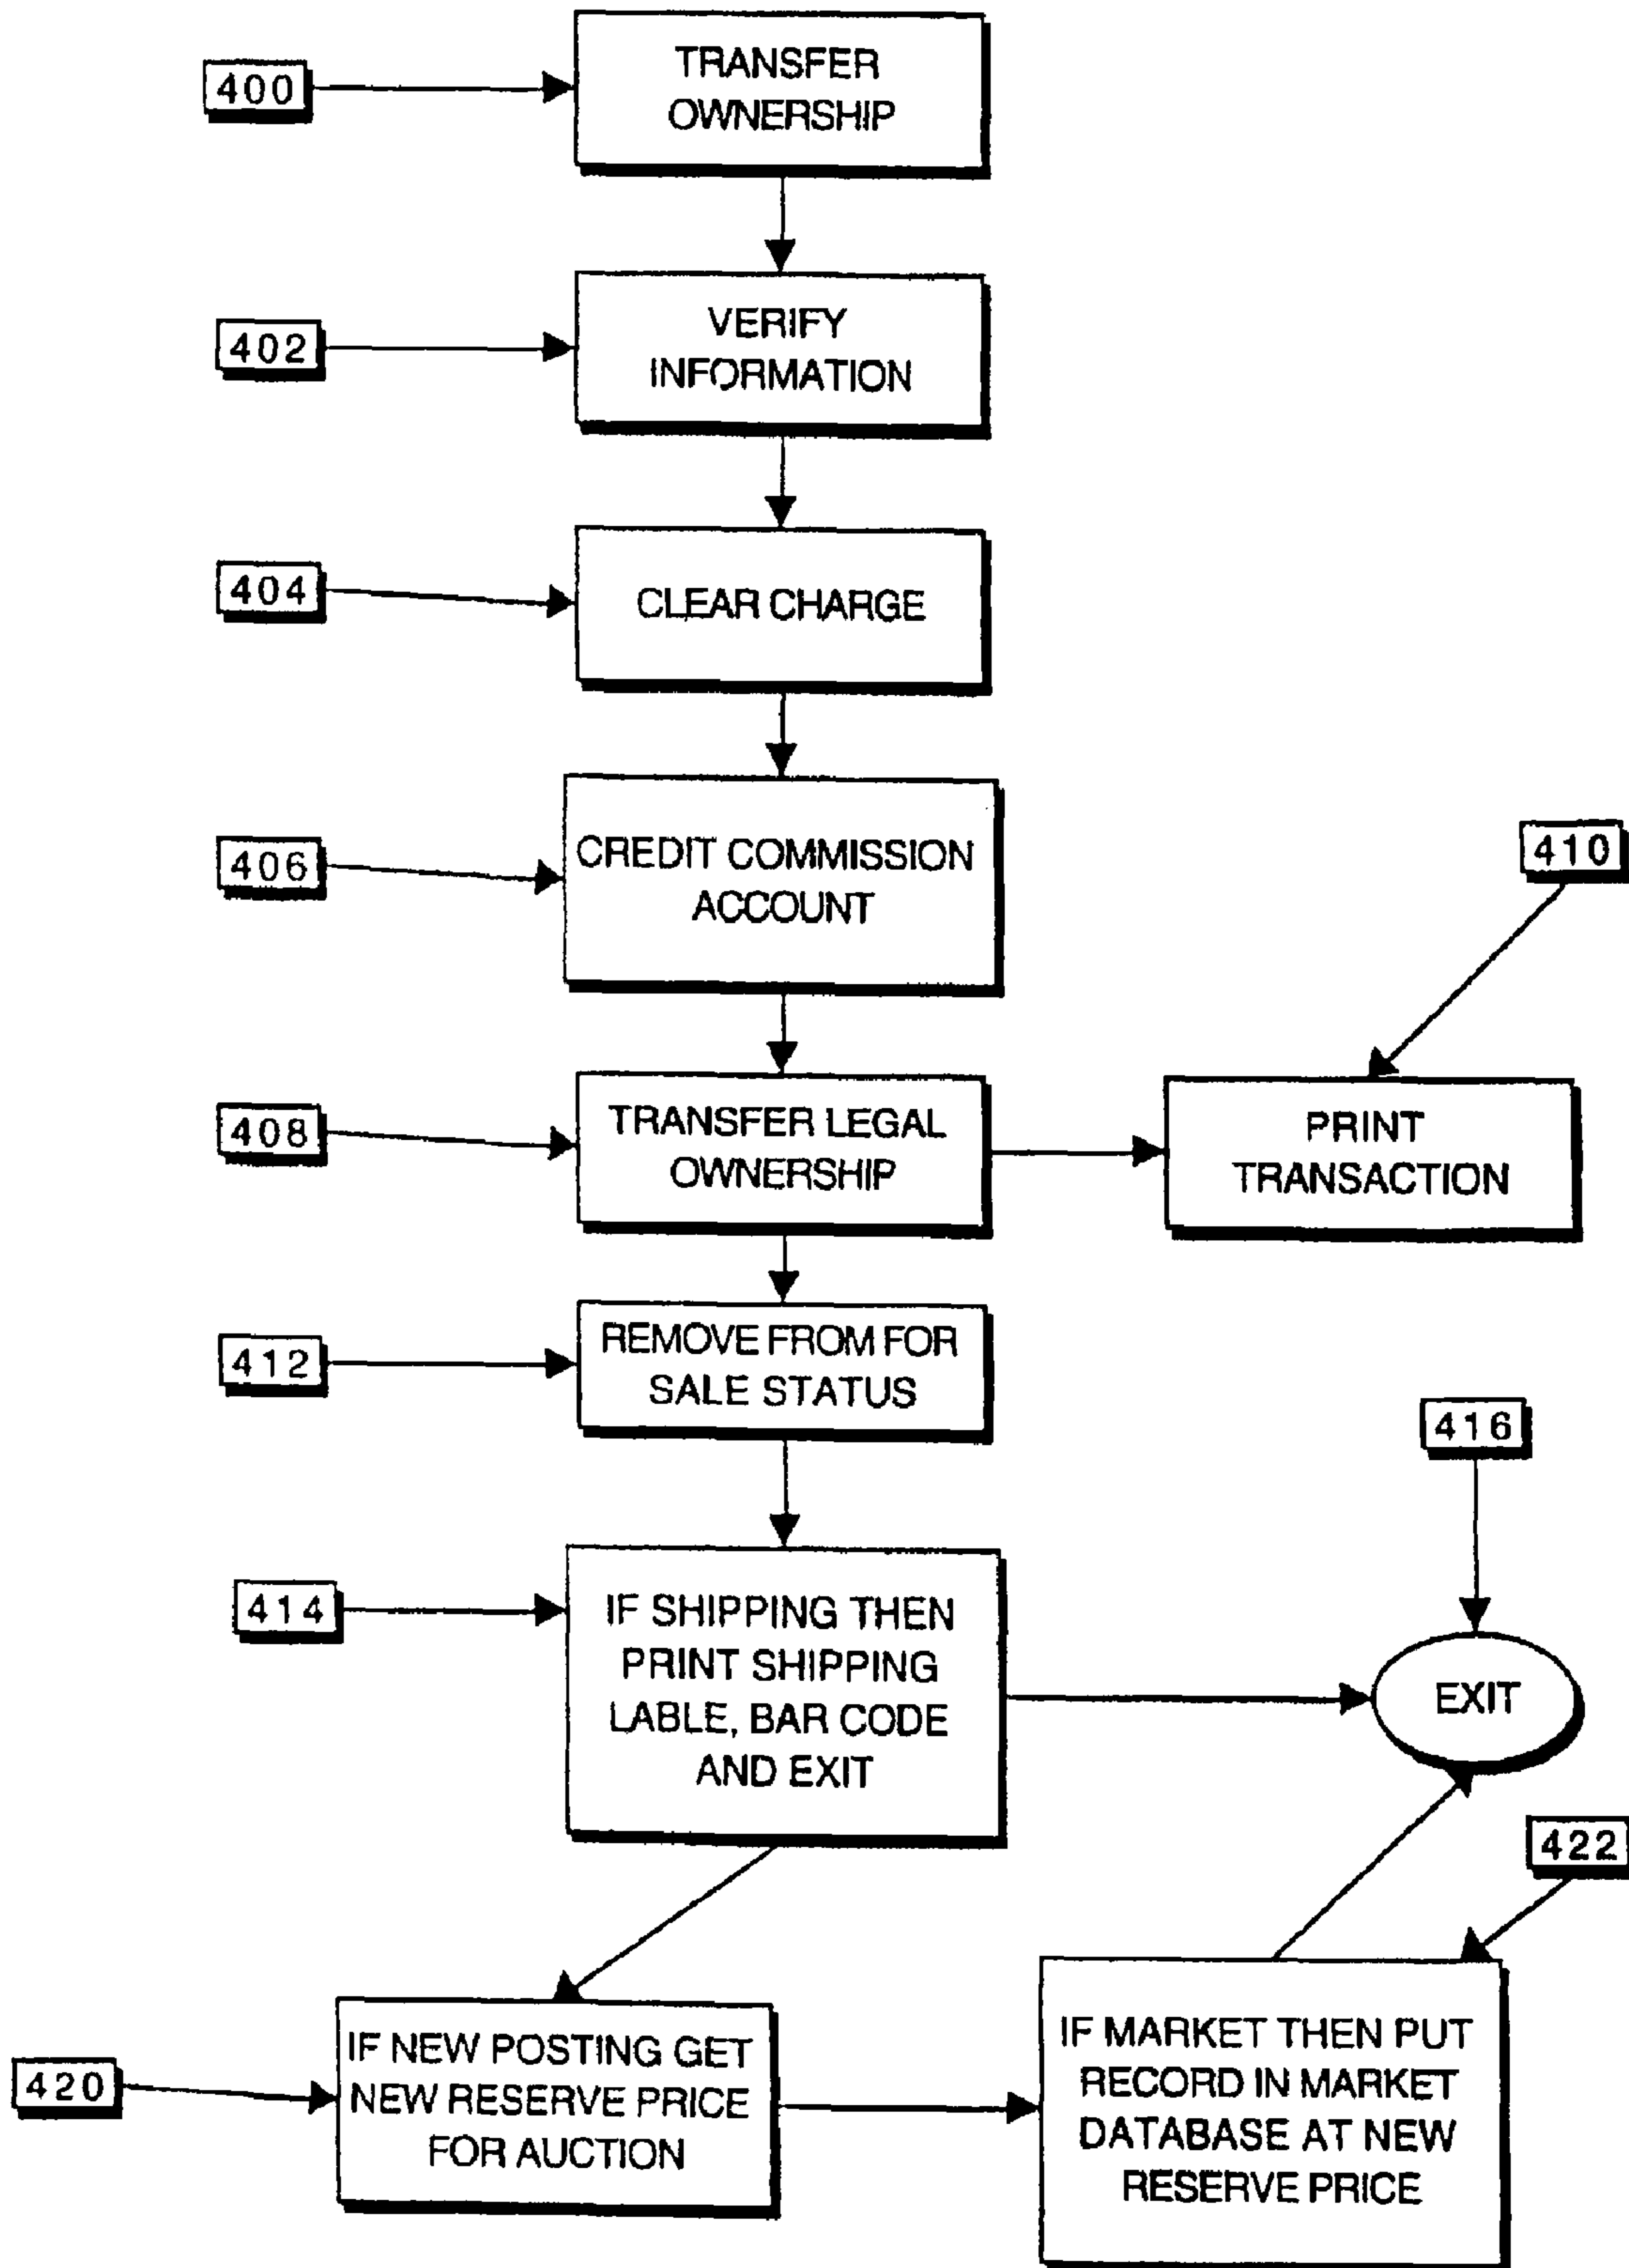 400
TRANSFER
OWNERSHIP
402
VERIFY
INFORMATION
404
CLEAR CHARGE
406
CREDIT COMMISSION
ACCOUNT
410
408
TRANSFER LEGAL
OWNERSHIP
PRINT
TRANSACTION
412
REMOVE FROM FOR
SALE STATUS
416
414
IF SHIPPING THEN
PRINT SHIPPING
LABLE, BAR CODE
AND EXIT
EXIT
422
420
IF NEW POSTING GET
NEW RESERVE PRICE
FOR AUCTION
IF MARKET THEN PUT
RECORD IN MARKET
DATABASE AT NEW
RESERVE PRICE